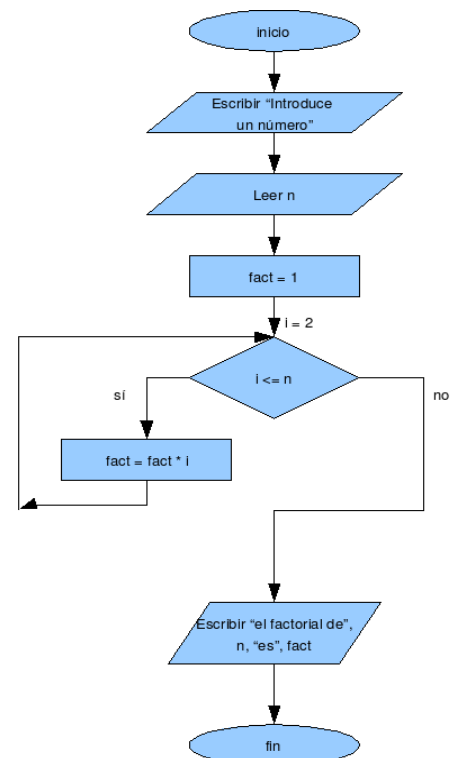 inicio
Escribir “Introduce
un número”
Leer n
fact = 1
i = 2
i <= n
sí
no
fact = fact * i
Escribir “el factorial de”,
n, “es”, fact
fin